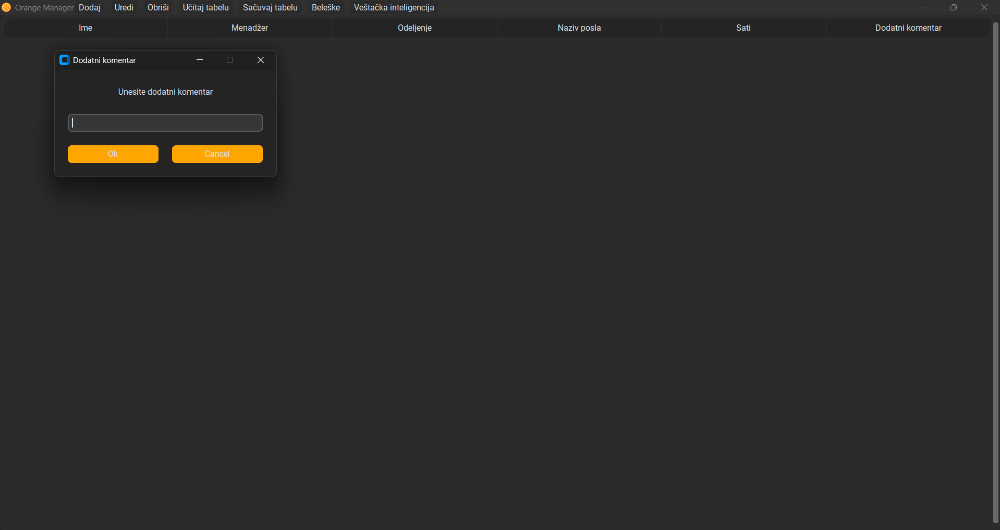 Orange Manager Dodaj Uredi Obriši Učitaj tabelu Sačuvaj tabelu Beleške Veštačka inteligencija
Ime Menadžer Odeljenje Naziv posla Sati Dodatni komentar
Dodatni komentar
Unesite dodatni komentar
Ok Cancel